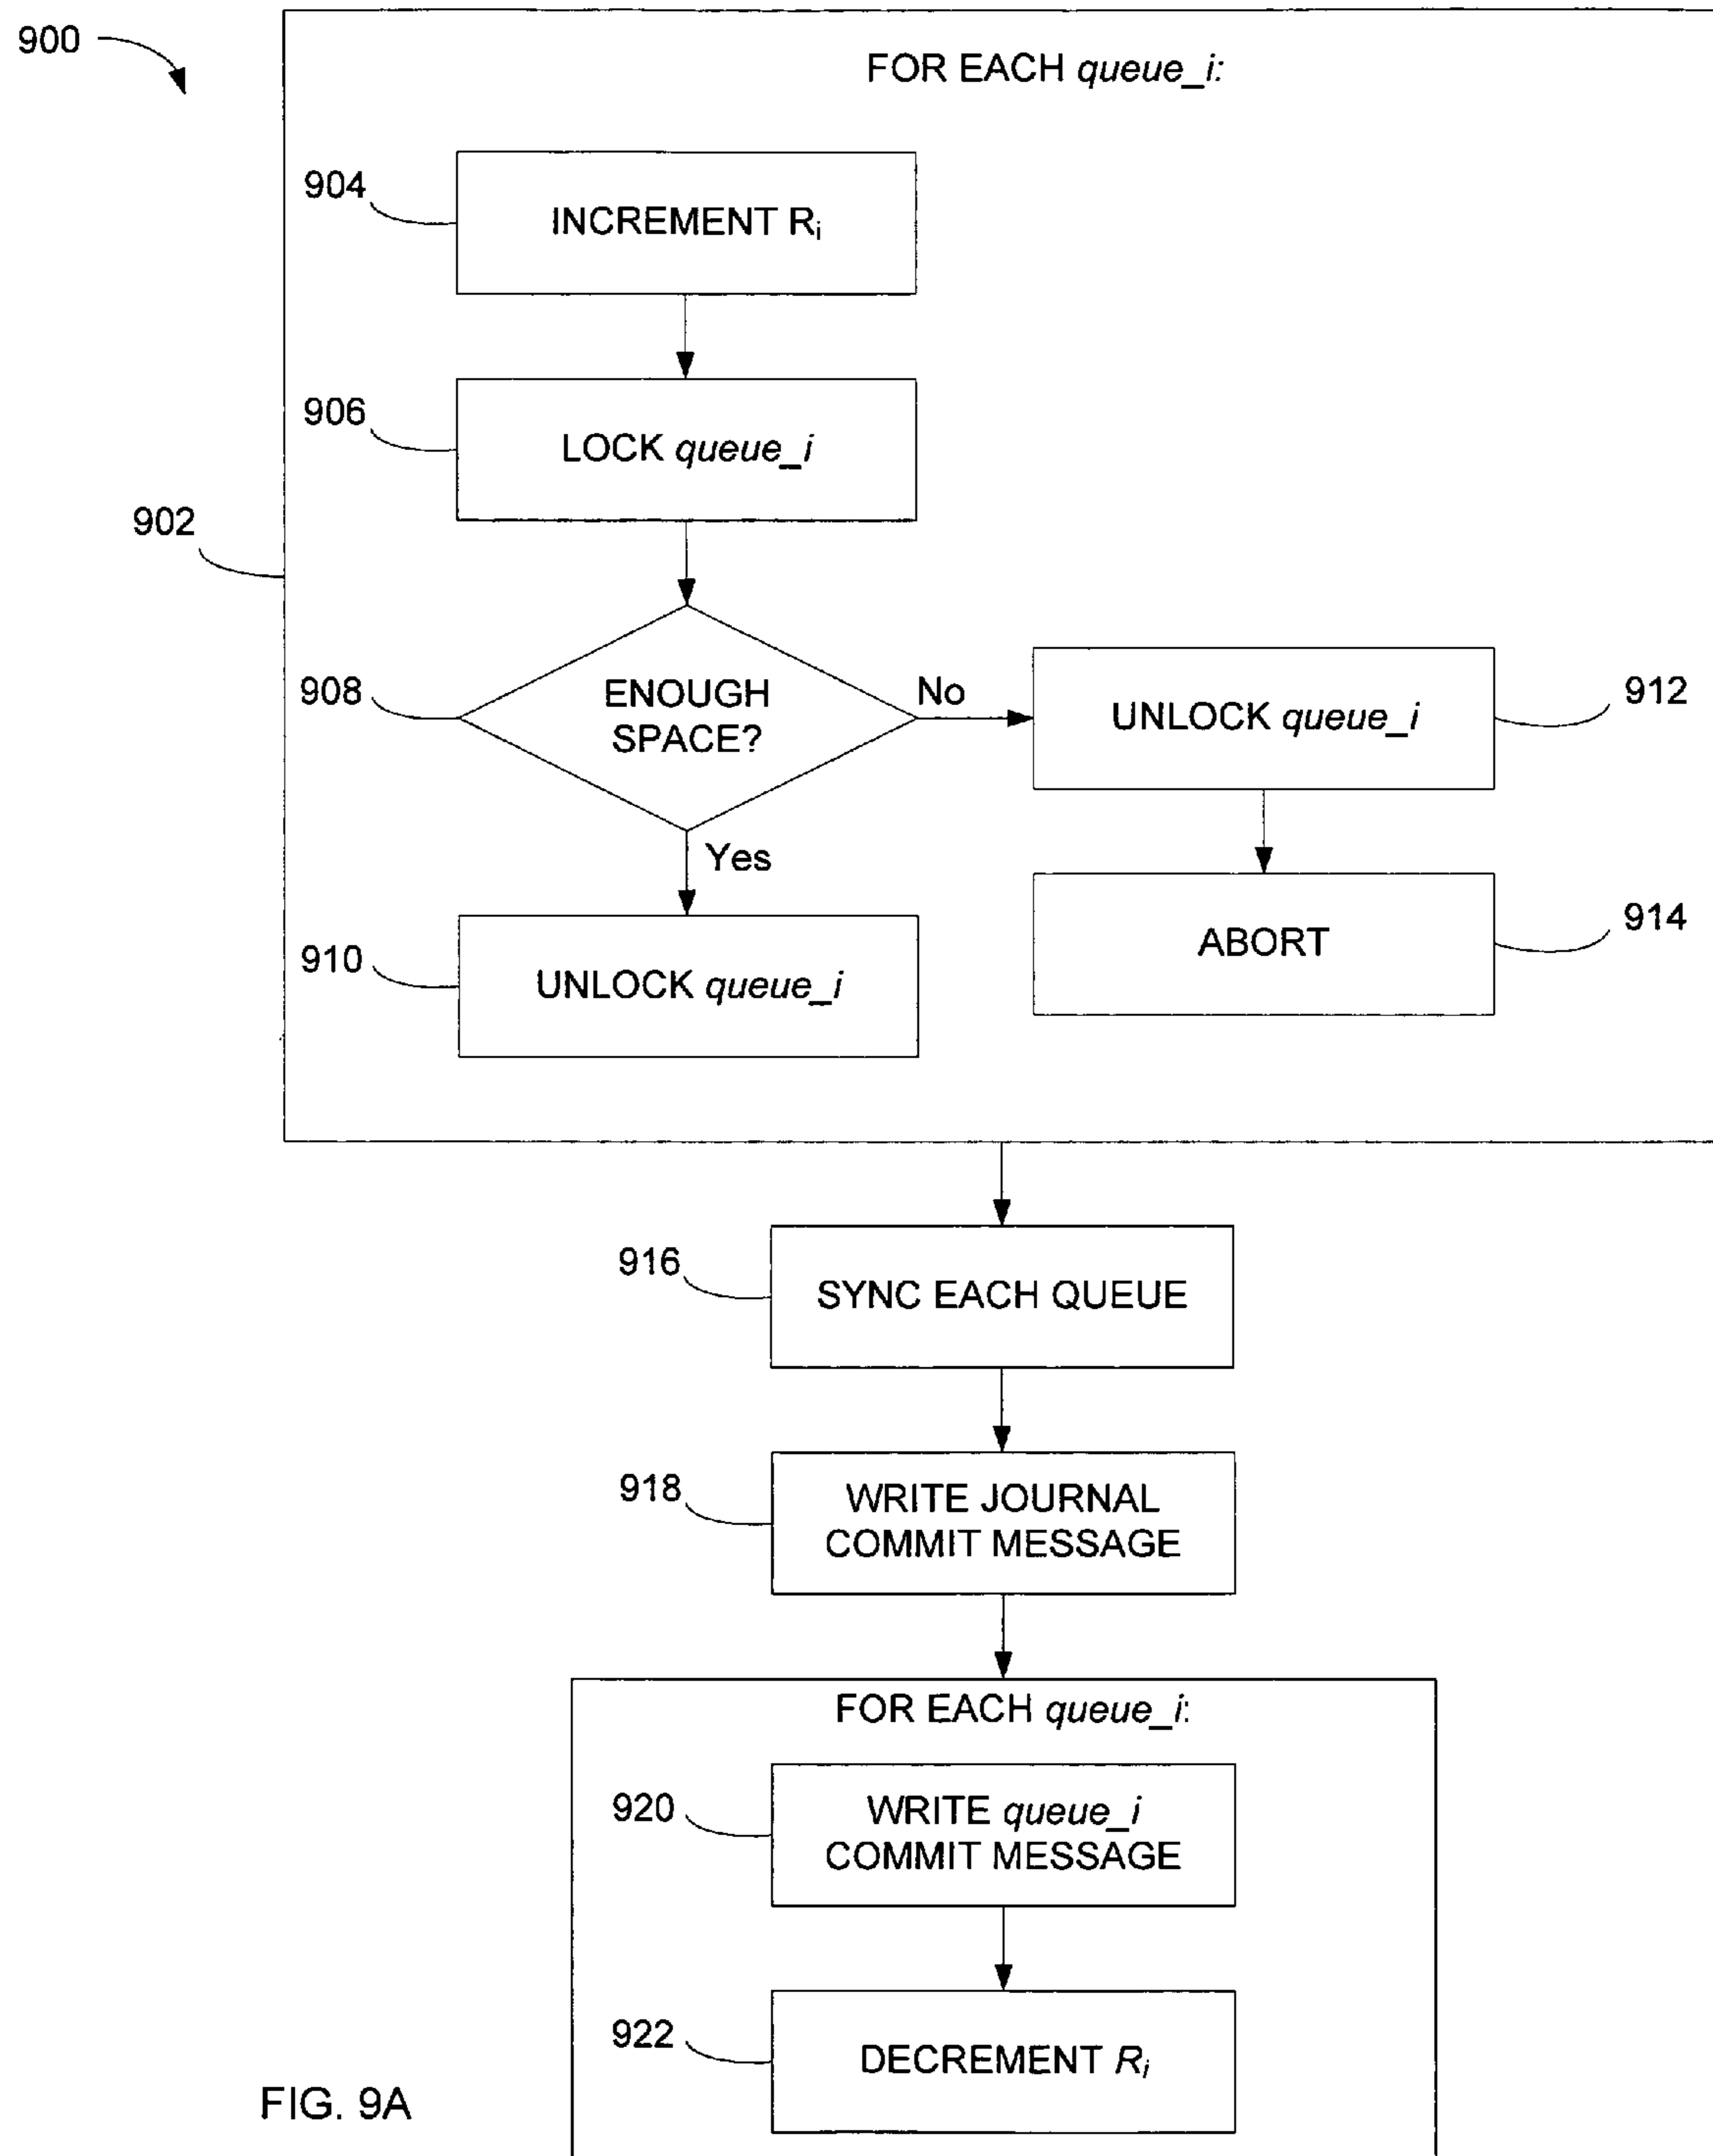 900
FOR EACH queue_i:
904
INCREMENT Rᵢ
906
LOCK queue_i
902
908
ENOUGH
SPACE?
No
UNLOCK queue_i
912
Yes
910
UNLOCK queue_i
ABORT
914
916
SYNC EACH QUEUE
918
WRITE JOURNAL
COMMIT MESSAGE
FOR EACH queue_i:
920
WRITE queue_i
COMMIT MESSAGE
922
DECREMENT Rᵢ
FIG. 9A